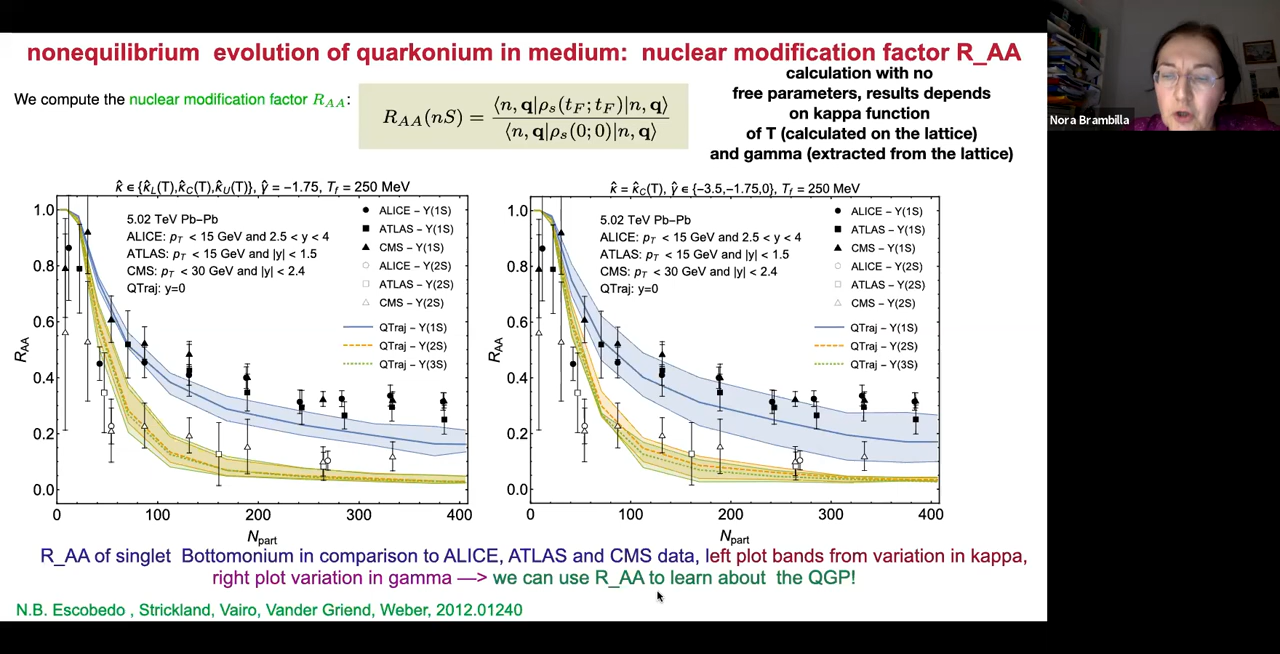 nonequilibrium evolution of quarkonium in medium: nuclear modification factor R_AA
We compute the nuclear modification factor R_AA:
R_AA(nS) = ⟨n, q|ρ_s(t_F; t_F)|n, q⟩ / ⟨n, q|ρ_s(0; 0)|n, q⟩
calculation with no
free parameters, results depends
on kappa function
of T (calculated on the lattice)
and gamma (extracted from the lattice)
Nora Brambilla
κ̂ ∈ {κ̂_L(T),κ̂_C(T),κ̂_U(T)}, γ̂ = −1.75, T_f = 250 MeV
5.02 TeV Pb–Pb
ALICE: p_T < 15 GeV and 2.5 < y < 4
ATLAS: p_T < 15 GeV and |y| < 1.5
CMS: p_T < 30 GeV and |y| < 2.4
QTraj: y=0
ALICE – Υ(1S)
ATLAS – Υ(1S)
CMS – Υ(1S)
ALICE – Υ(2S)
ATLAS – Υ(2S)
CMS – Υ(2S)
QTraj – Υ(1S)
QTraj – Υ(2S)
QTraj – Υ(3S)
1.0
0.8
0.6
0.4
0.2
0.0
R_AA
0 100 200 300 400
N_part
κ̂ = κ̂_C(T), γ̂ ∈ {-3.5,-1.75,0}, T_f = 250 MeV
5.02 TeV Pb–Pb
ALICE: p_T < 15 GeV and 2.5 < y < 4
ATLAS: p_T < 15 GeV and |y| < 1.5
CMS: p_T < 30 GeV and |y| < 2.4
QTraj: y=0
ALICE – Υ(1S)
ATLAS – Υ(1S)
CMS – Υ(1S)
ALICE – Υ(2S)
ATLAS – Υ(2S)
CMS – Υ(2S)
QTraj – Υ(1S)
QTraj – Υ(2S)
QTraj – Υ(3S)
1.0
0.8
0.6
0.4
0.2
0.0
R_AA
0 100 200 300 400
N_part
R_AA of singlet Bottomonium in comparison to ALICE, ATLAS and CMS data, left plot bands from variation in kappa,
right plot variation in gamma —> we can use R_AA to learn about the QGP!
N.B. Escobedo , Strickland, Vairo, Vander Griend, Weber, 2012.01240